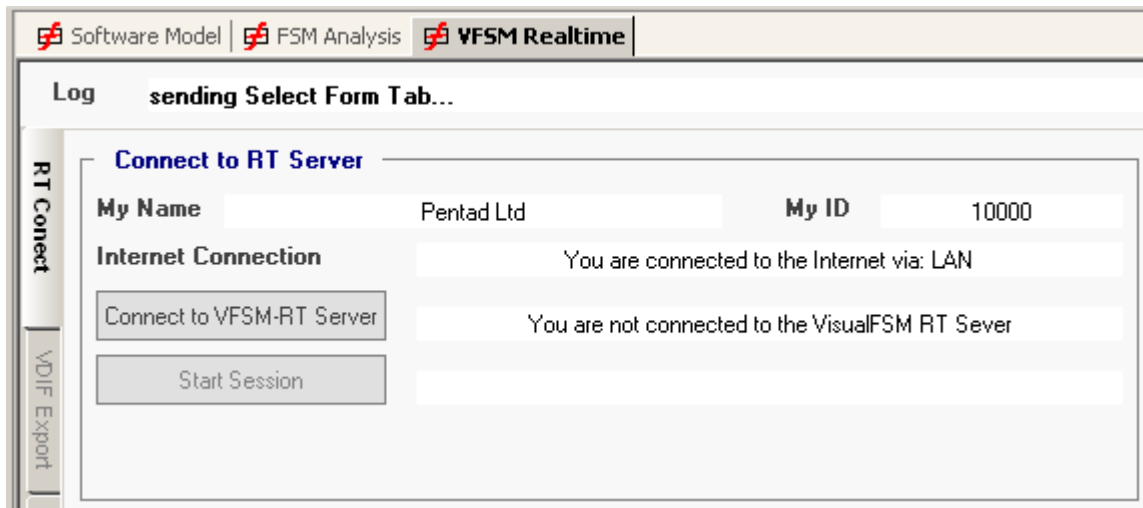 Software Model FSM Analysis VFSM Realtime
Log sending Select Form Tab...
RT Conect
VDIF Export
Connect to RT Server
My Name Pentad Ltd My ID 10000
Internet Connection You are connected to the Internet via: LAN
Connect to VFSM-RT Server You are not connected to the VisualFSM RT Sever
Start Session